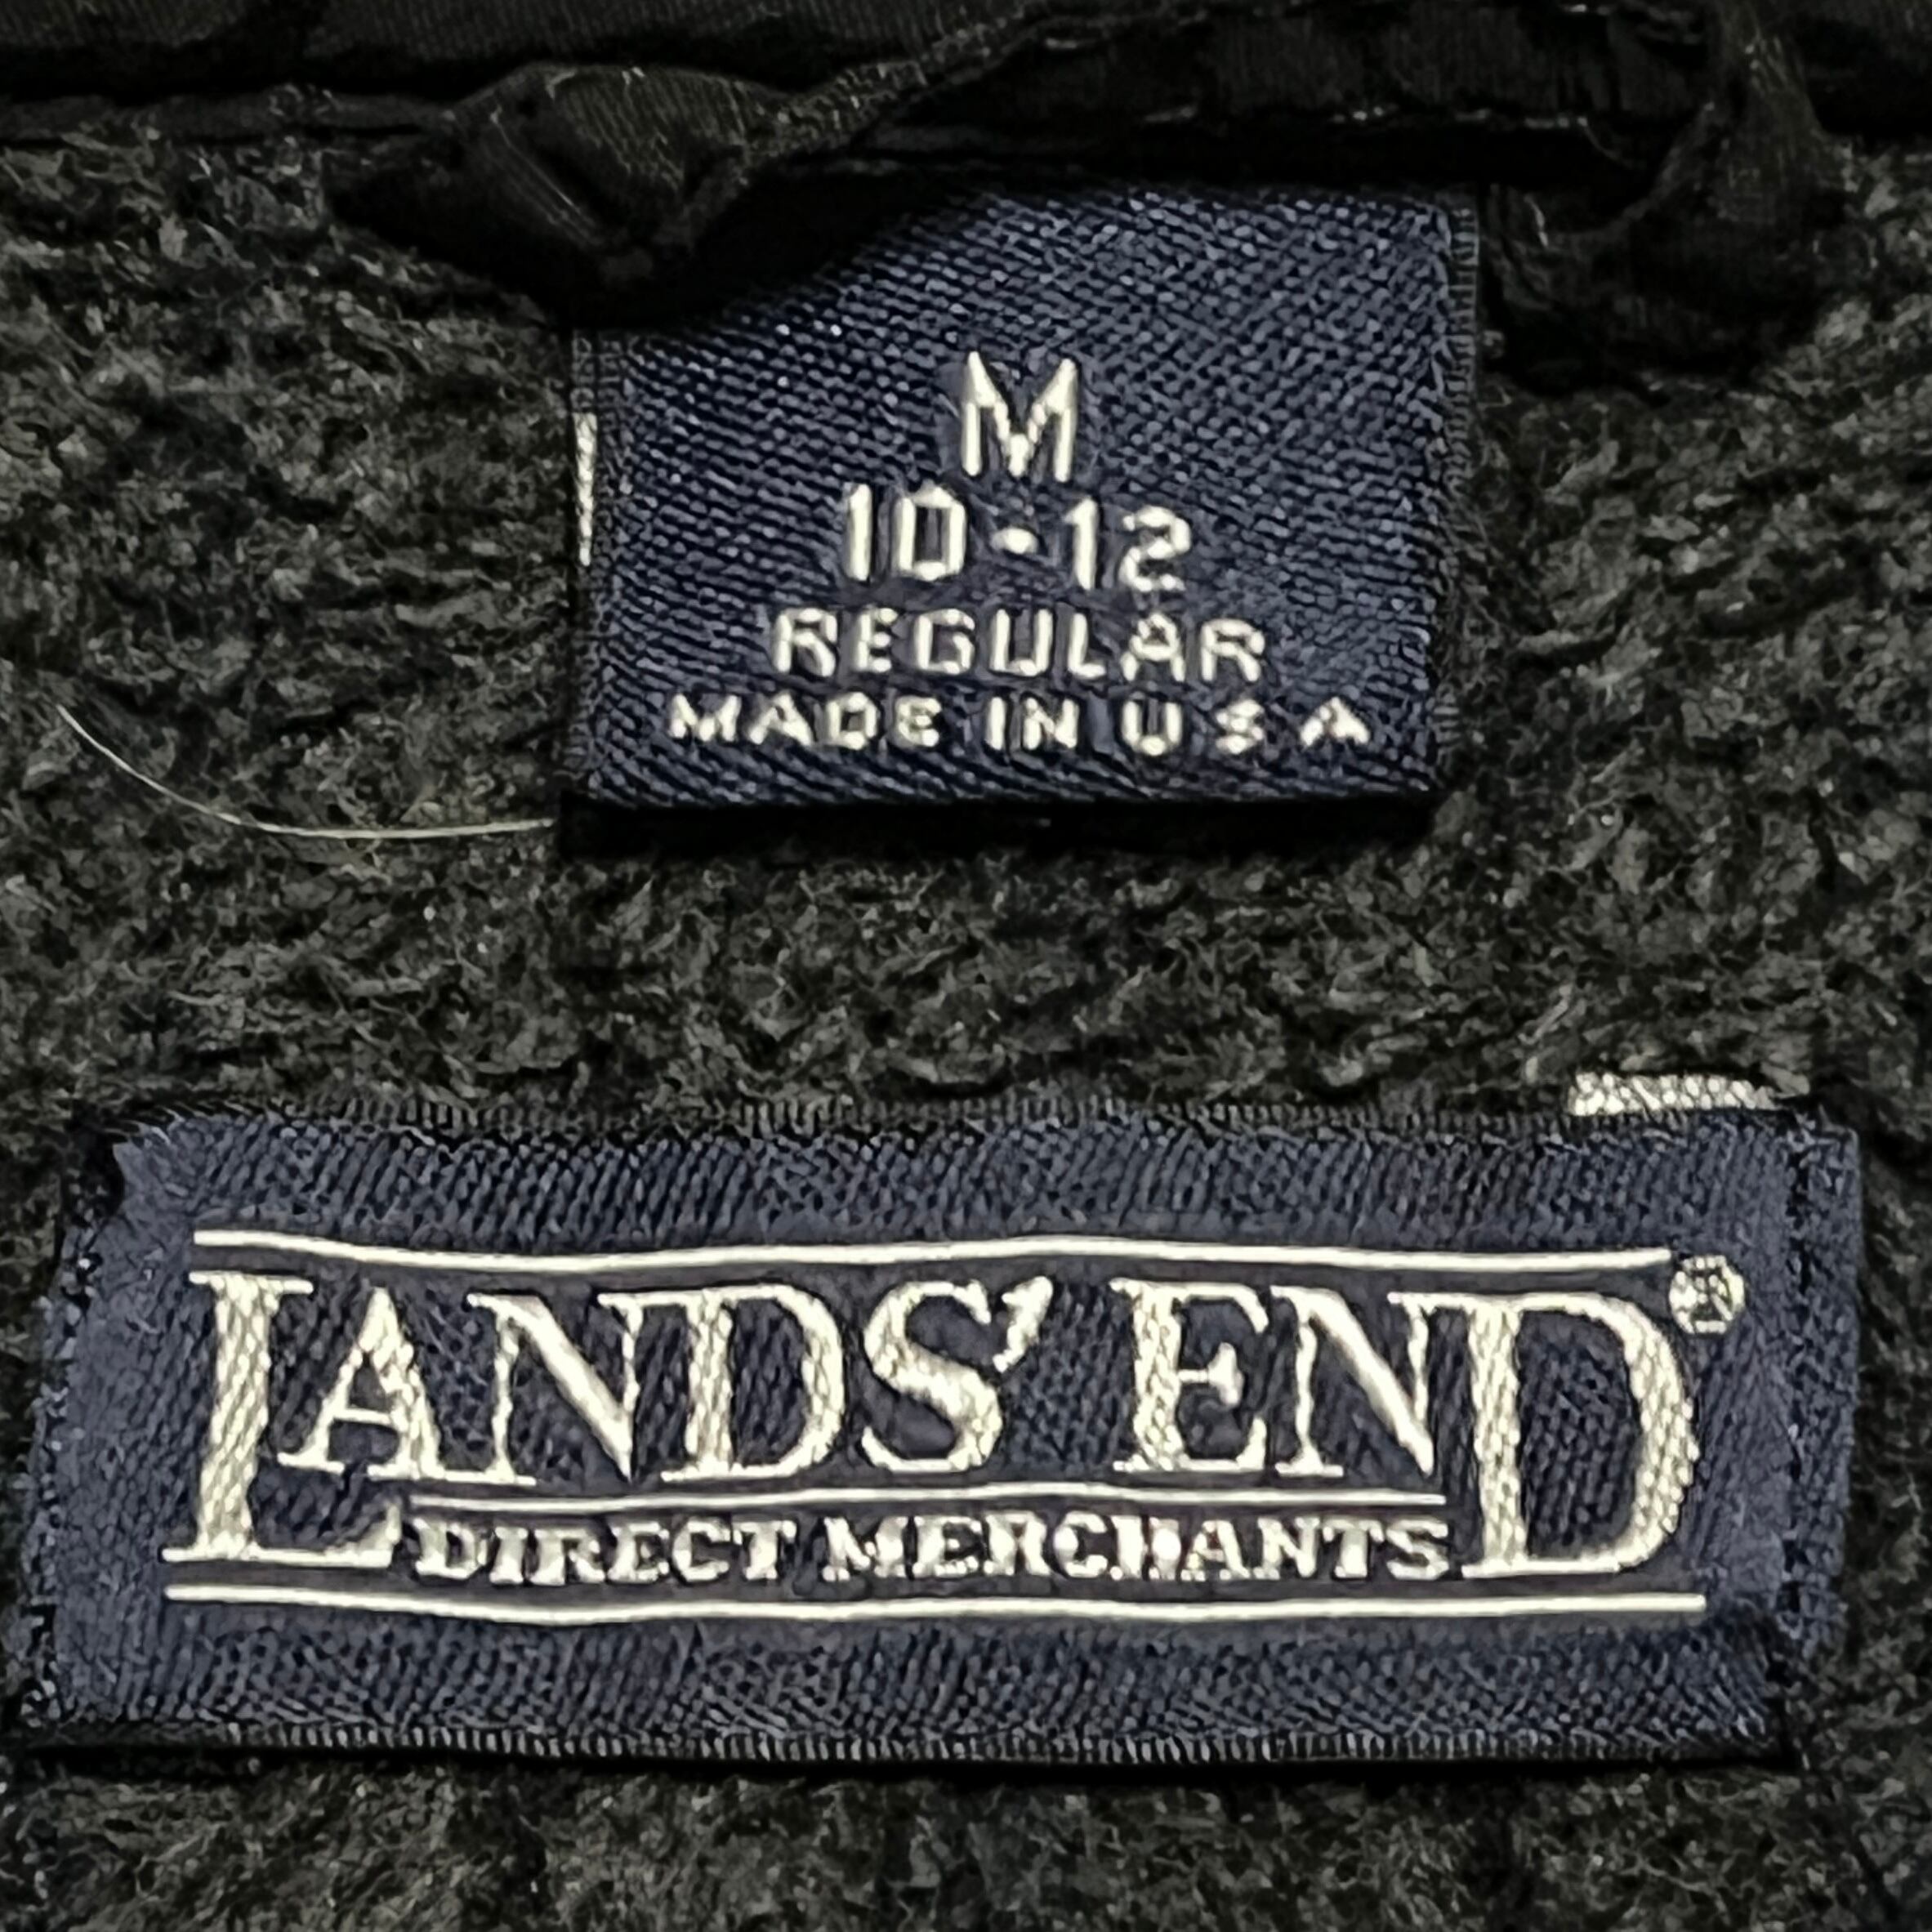 M
10-12
REGULAR
MADE IN U S A
LANDS' END®
DIRECT MERCHANTS